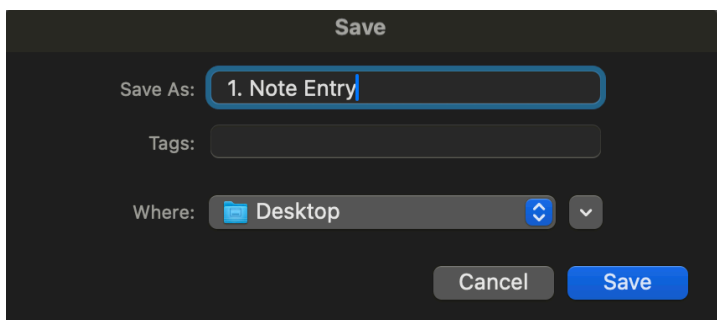 Save
Save As: 1. Note Entry
Tags:
Where: Desktop
Cancel Save